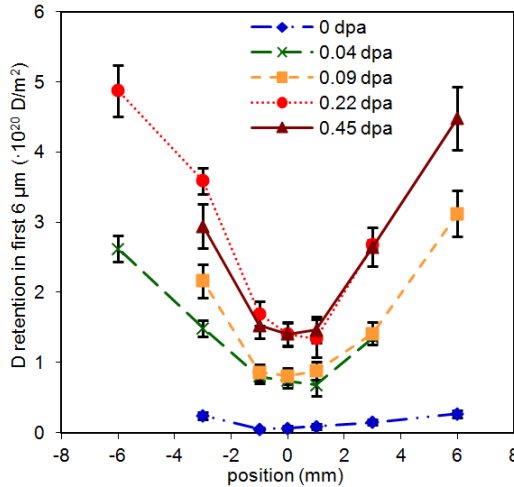 6
5
4
3
2
1
0
D retention in first 6 µm (·10²⁰ D/m²)
0 dpa
0.04 dpa
0.09 dpa
0.22 dpa
0.45 dpa
-8 -6 -4 -2 0 2 4 6 8
position (mm)